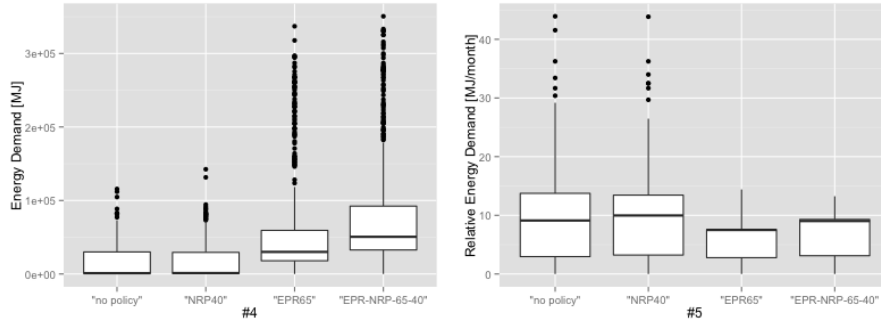 Energy Demand [MJ]
3e+05
2e+05
1e+05
0e+00
"no policy" "NRP40" "EPR65" "EPR-NRP-65-40"
#4
Relative Energy Demand [MJ/month]
40
30
20
10
0
"no policy" "NRP40" "EPR65" "EPR-NRP-65-40"
#5